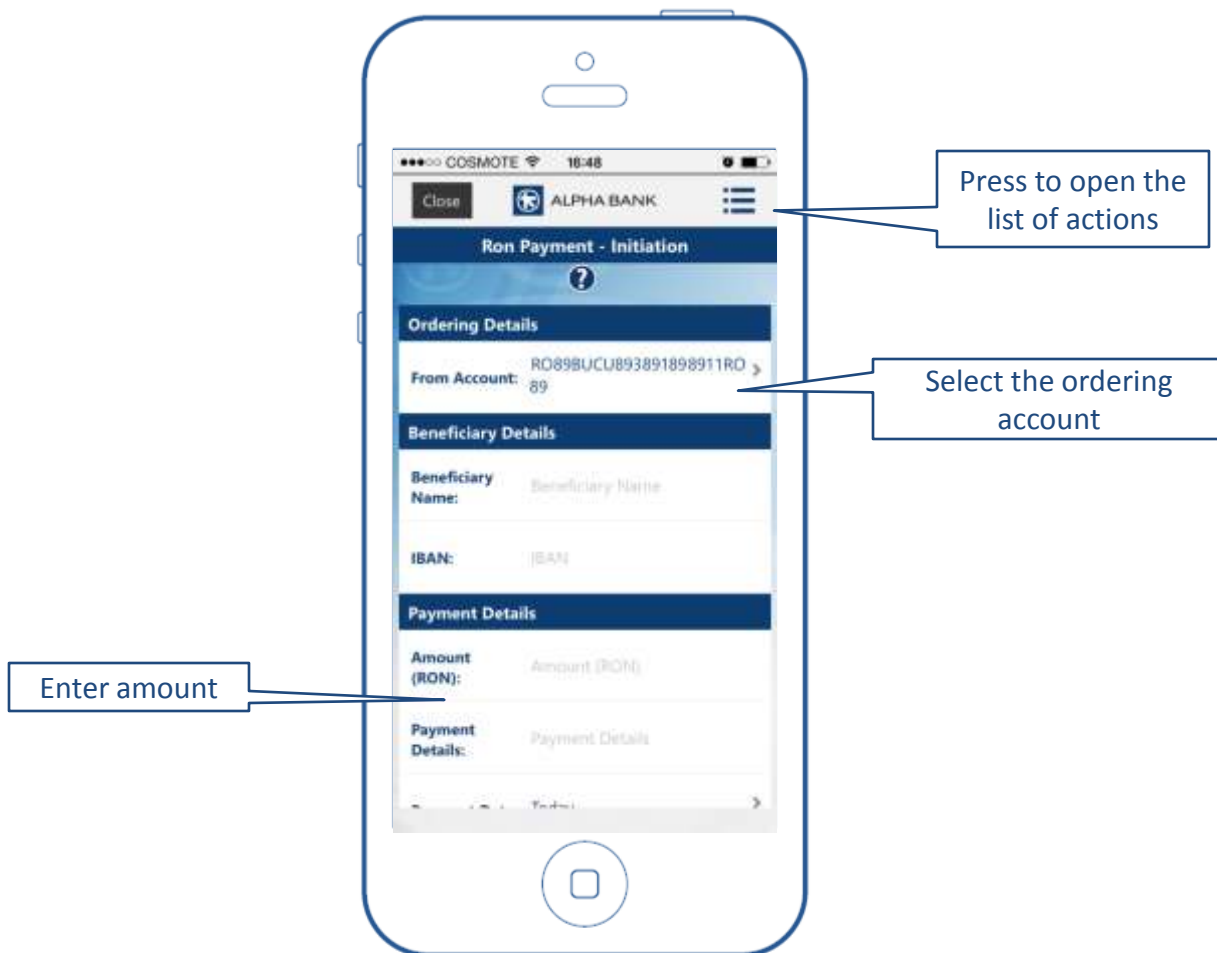 COSMOTE 16:48
Close ALPHA BANK
Press to open the
list of actions
Ron Payment - Initiation
?
Ordering Details
From Account: RO89BUCU893891898911RO
89
Select the ordering
account
Beneficiary Details
Beneficiary
Name:
Beneficiary Name
IBAN: IBAN
Payment Details
Amount
(RON):
Amount (RON)
Enter amount
Payment
Details:
Payment Details
Today